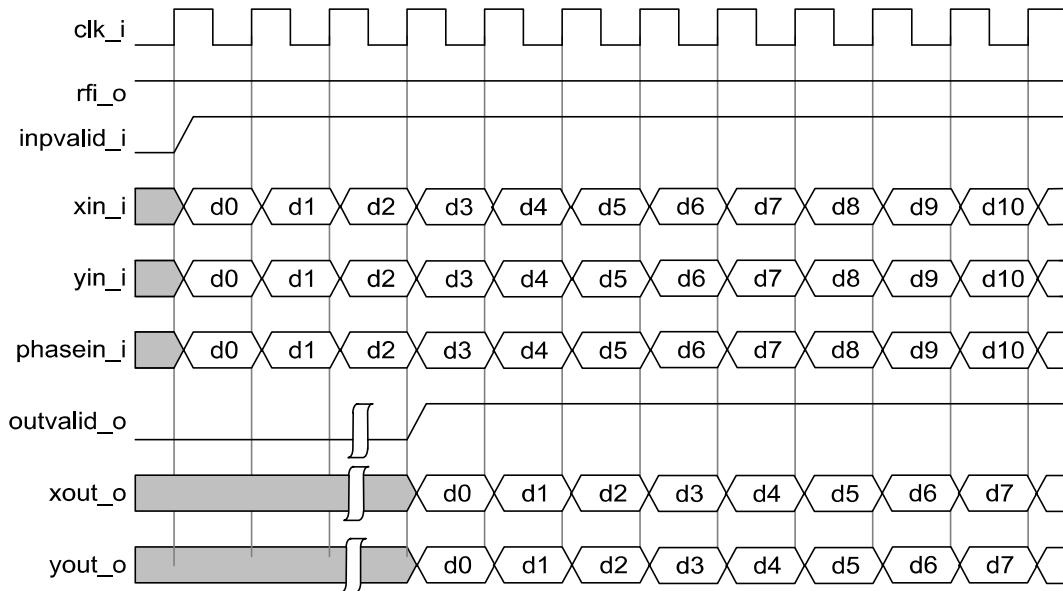 clk_i
rfi_o
inpvalid_i
xin_i d0 d1 d2 d3 d4 d5 d6 d7 d8 d9 d10
yin_i d0 d1 d2 d3 d4 d5 d6 d7 d8 d9 d10
phasein_i d0 d1 d2 d3 d4 d5 d6 d7 d8 d9 d10
outvalid_o
xout_o d0 d1 d2 d3 d4 d5 d6 d7
yout_o d0 d1 d2 d3 d4 d5 d6 d7